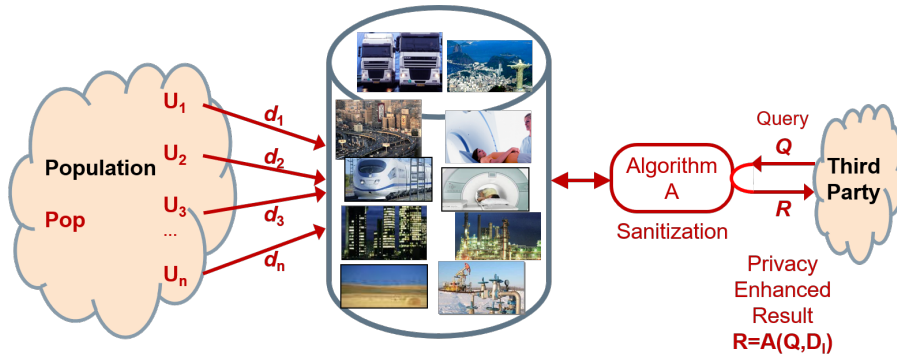 Population
Pop
U1
U2
U3
...
Un
d1
d2
d3
dn
Algorithm
A
Sanitization
Query
Q
R
Third
Party
Privacy
Enhanced
Result
R=A(Q,DI)